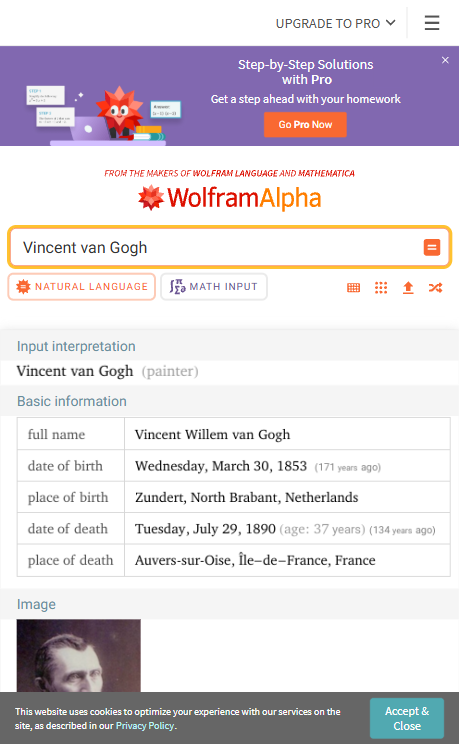 UPGRADE TO PRO
Step-by-Step Solutions
with Pro
Get a step ahead with your homework
Go Pro Now
FROM THE MAKERS OF WOLFRAM LANGUAGE AND MATHEMATICA
WolframAlpha
Vincent van Gogh
NATURAL LANGUAGE
MATH INPUT
Input interpretation
Vincent van Gogh (painter)
Basic information
full name Vincent Willem van Gogh
date of birth Wednesday, March 30, 1853 (171 years ago)
place of birth Zundert, North Brabant, Netherlands
date of death Tuesday, July 29, 1890 (age: 37 years) (134 years ago)
place of death Auvers-sur-Oise, Île-de-France, France
Image
This website uses cookies to optimize your experience with our services on the
site, as described in our Privacy Policy.
Accept &
Close